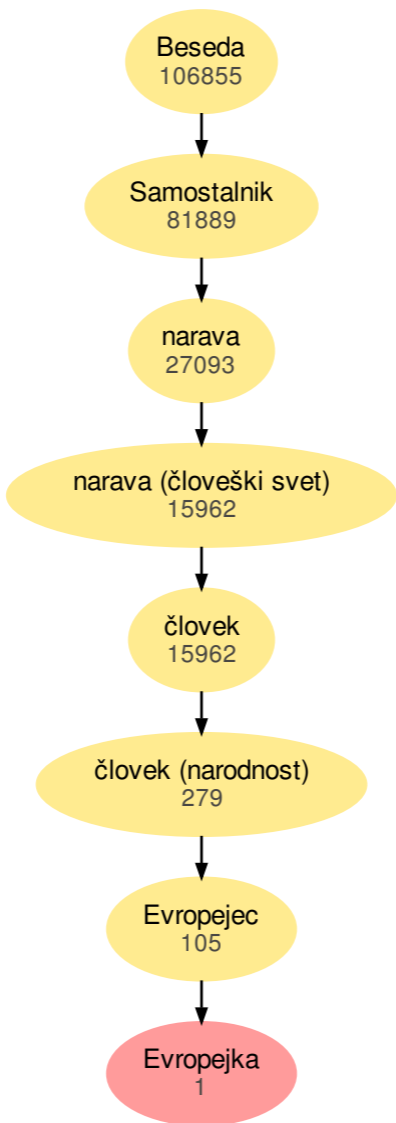 Beseda
106855
Samostalnik
81889
narava
27093
narava (človeški svet)
15962
človek
15962
človek (narodnost)
279
Evropejec
105
Evropejka
1